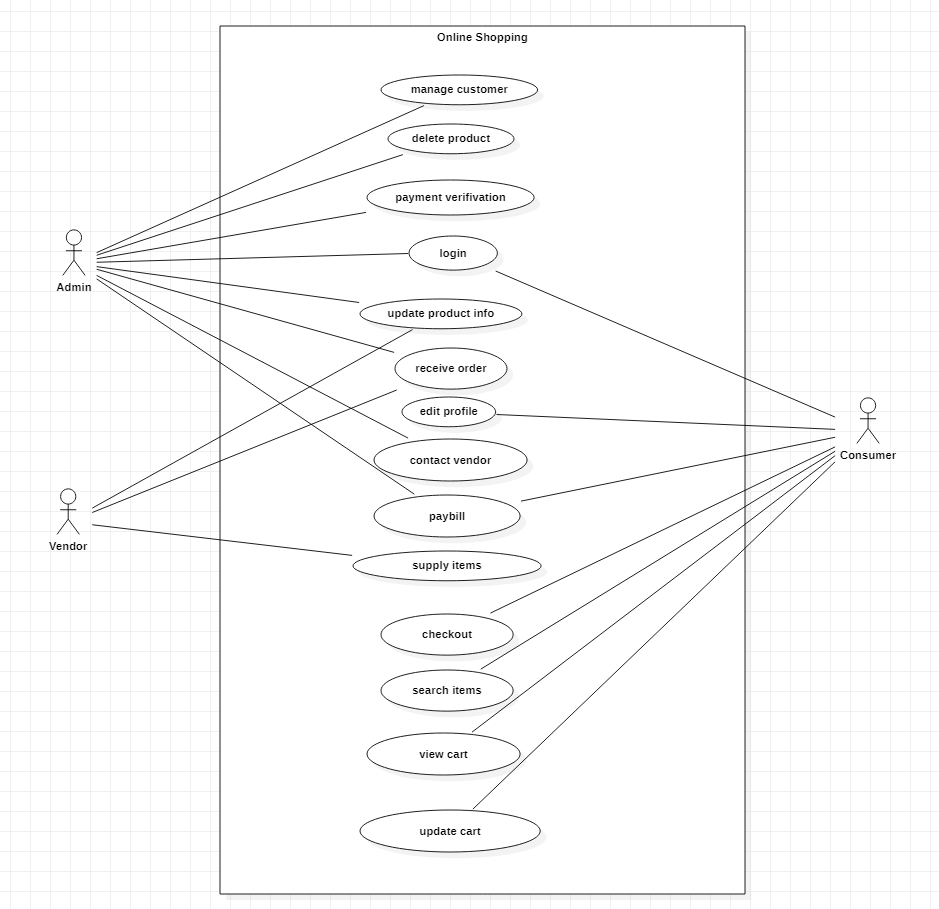 Online Shopping
manage customer
delete product
payment verifivation
login
Admin
update product info
receive order
edit profile
Consumer
contact vendor
paybill
Vendor
supply items
checkout
search items
view cart
update cart